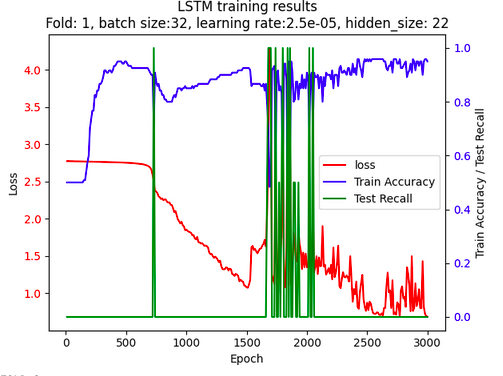 LSTM training results
Fold: 1, batch size:32, learning rate:2.5e-05, hidden_size: 22
4.0
3.5
3.0
2.5
2.0
1.5
1.0
Loss
loss
Train Accuracy
Test Recall
1.0
0.8
0.6
0.4
0.2
0.0
Train Accuracy / Test Recall
0
500
1000
1500
2000
2500
3000
Epoch